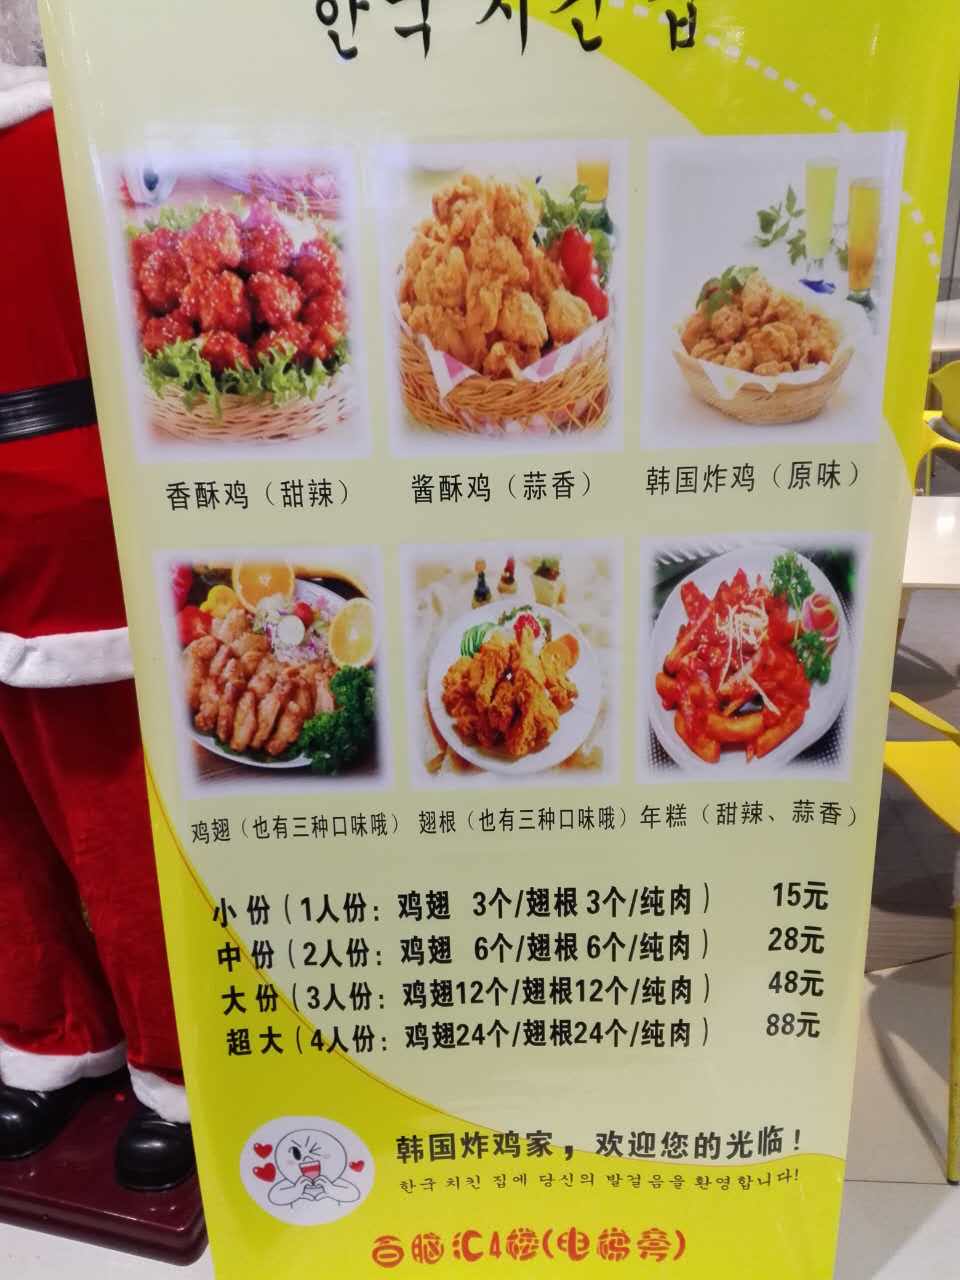 한국 치킨 집
香酥鸡（甜辣）
酱酥鸡（蒜香）
韩国炸鸡（原味）
鸡翅（也有三种口味哦）
翅根（也有三种口味哦）
年糕（甜辣、蒜香）
小份（1人份：鸡翅 3个/翅根 3个/纯肉） 15元
中份（2人份：鸡翅 6个/翅根 6个/纯肉） 28元
大份（3人份：鸡翅12个/翅根12个/纯肉） 48元
超大（4人份：鸡翅24个/翅根24个/纯肉） 88元
韩国炸鸡家，欢迎您的光临！
한국 치킨 집에 당신의 발걸음을 환영합니다!
百脑汇4楼(电梯旁)